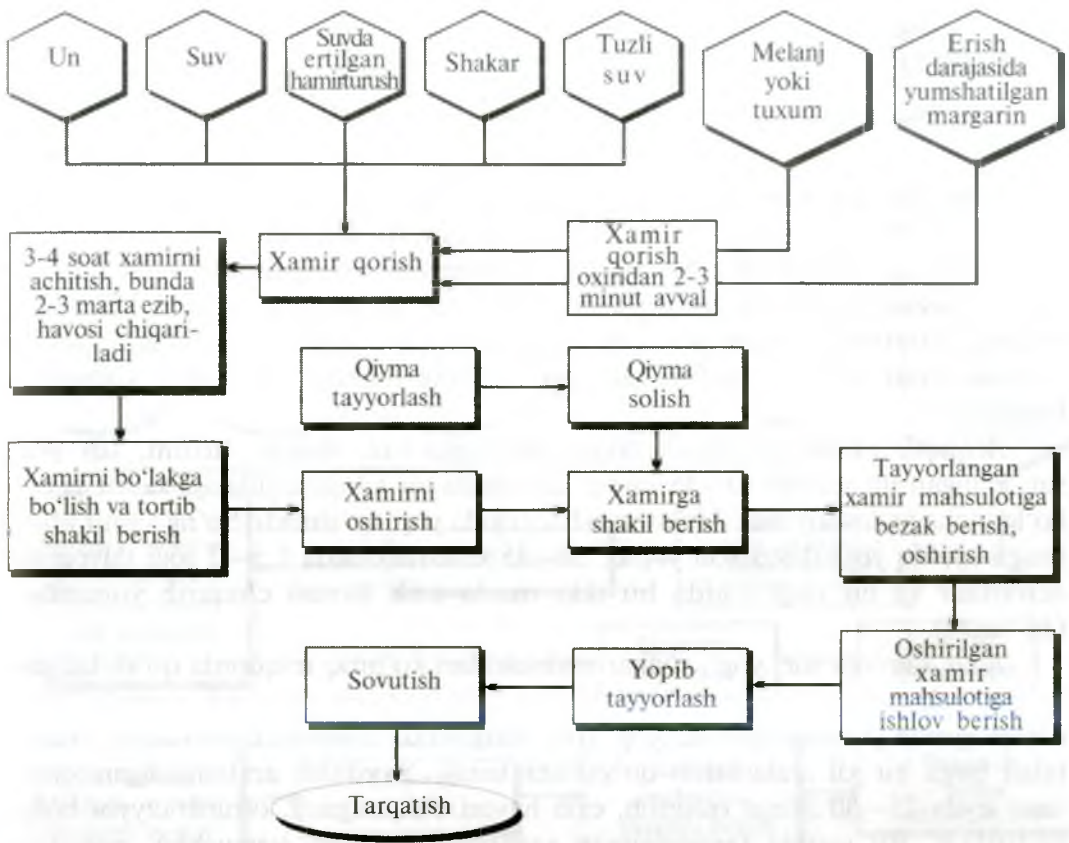 Un
Suv
Suvda
ertilgan
hamirturush
Shakar
Tuzli
suv
Melanj
yoki
tuxum
Erish
darajasida
yumshatilgan
margarin
3-4 soat xamirni
achitish, bunda
2-3 marta ezib,
havosi chiqari-
ladi
Xamir qorish
Xamir
qorish
oxiridan 2-3
minut avval
Qiyma
tayyorlash
Qiyma
solish
Xamirni bo‘lakga
bo‘lish va tortib
shakil berish
Xamirni
oshirish
Xamirga
shakil berish
Tayyorlangan
xamir mahsulotiga
bezak berish,
oshirish
Sovutish
Yopib
tayyorlash
Oshirilgan
xamir
mahsulotiga
ishlov berish
Tarqatish